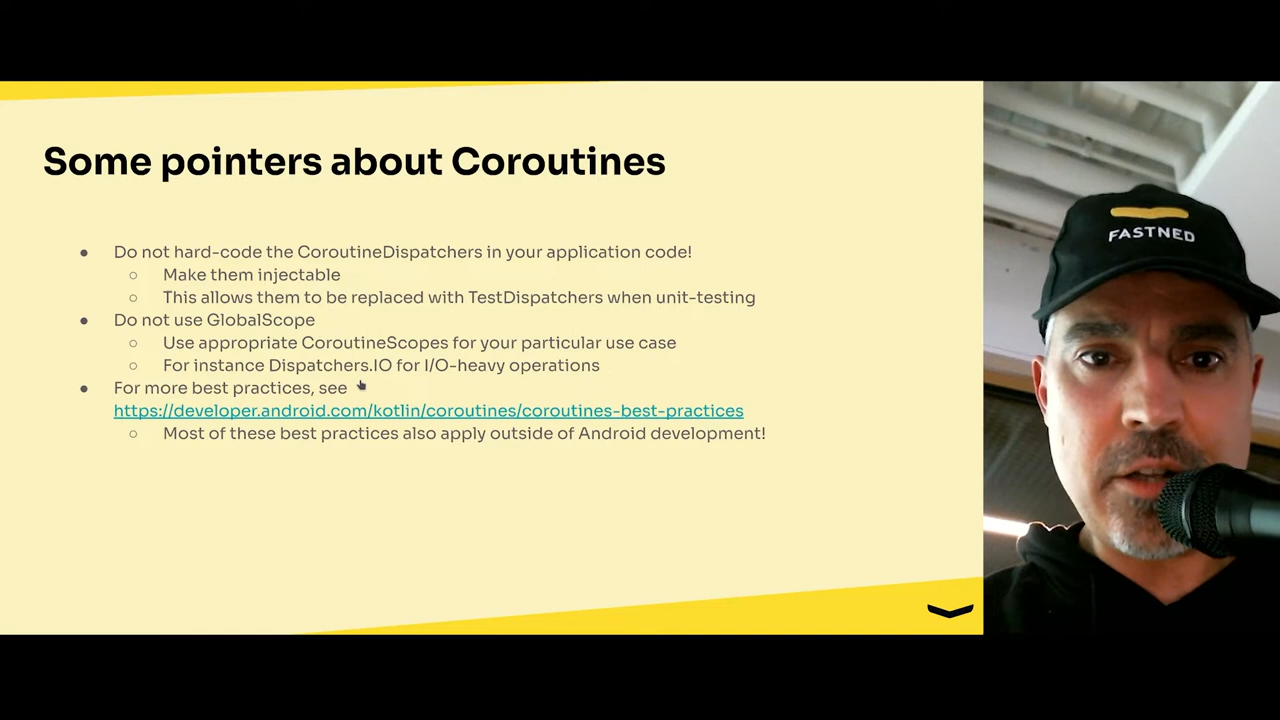 Some pointers about Coroutines
● Do not hard-code the CoroutineDispatchers in your application code!
○ Make them injectable
○ This allows them to be replaced with TestDispatchers when unit-testing
● Do not use GlobalScope
○ Use appropriate CoroutineScopes for your particular use case
○ For instance Dispatchers.IO for I/O-heavy operations
● For more best practices, see
https://developer.android.com/kotlin/coroutines/coroutines-best-practices
○ Most of these best practices also apply outside of Android development!
FASTNED